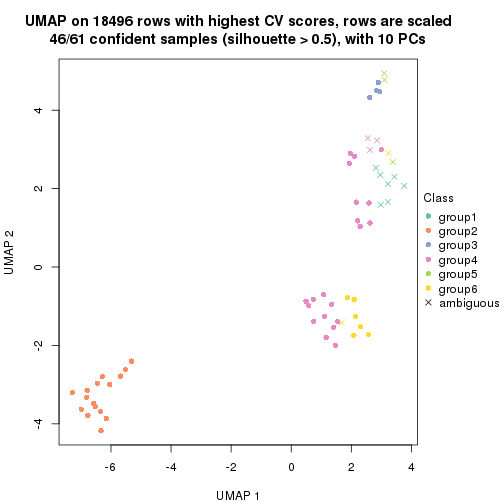 UMAP on 18496 rows with highest CV scores, rows are scaled
46/61 confident samples (silhouette > 0.5), with 10 PCs
UMAP 2
4
2
0
-2
-4
-6
-4
-2
0
2
4
UMAP 1
Class
group1
group2
group3
group4
group5
group6
ambiguous